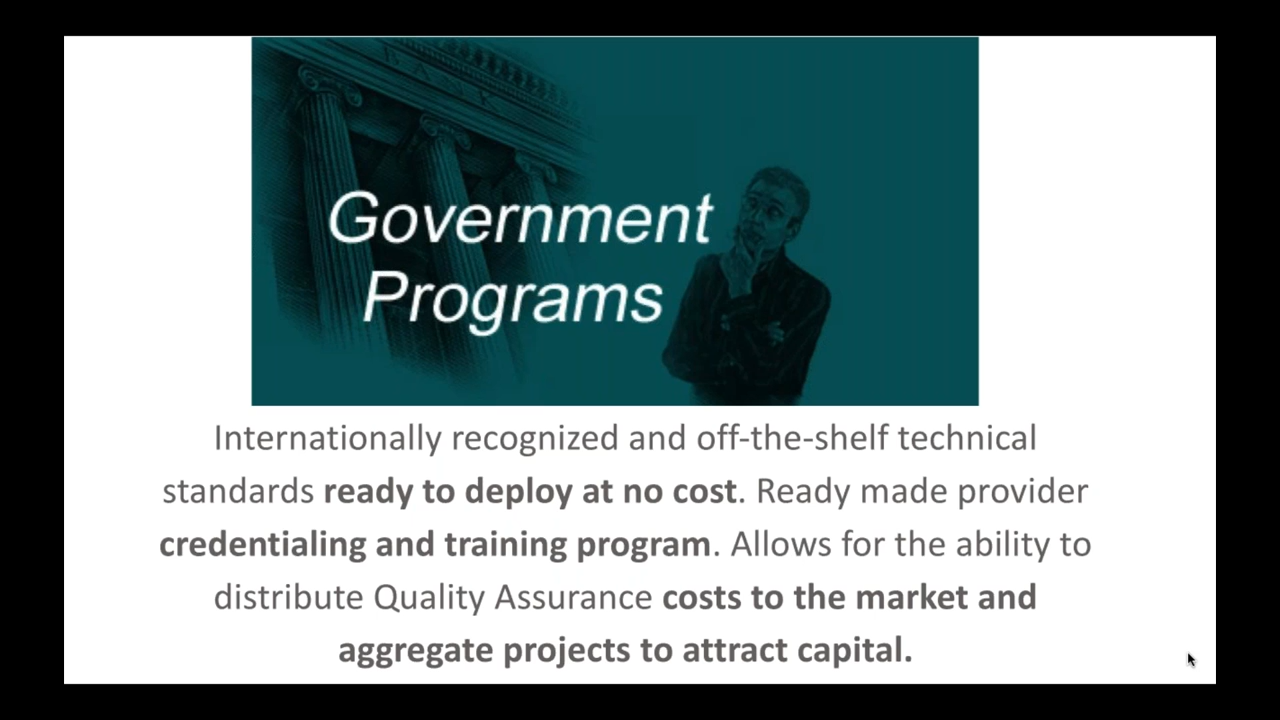 BANK
Government
Programs
Internationally recognized and off-the-shelf technical
standards ready to deploy at no cost. Ready made provider
credentialing and training program. Allows for the ability to
distribute Quality Assurance costs to the market and
aggregate projects to attract capital.